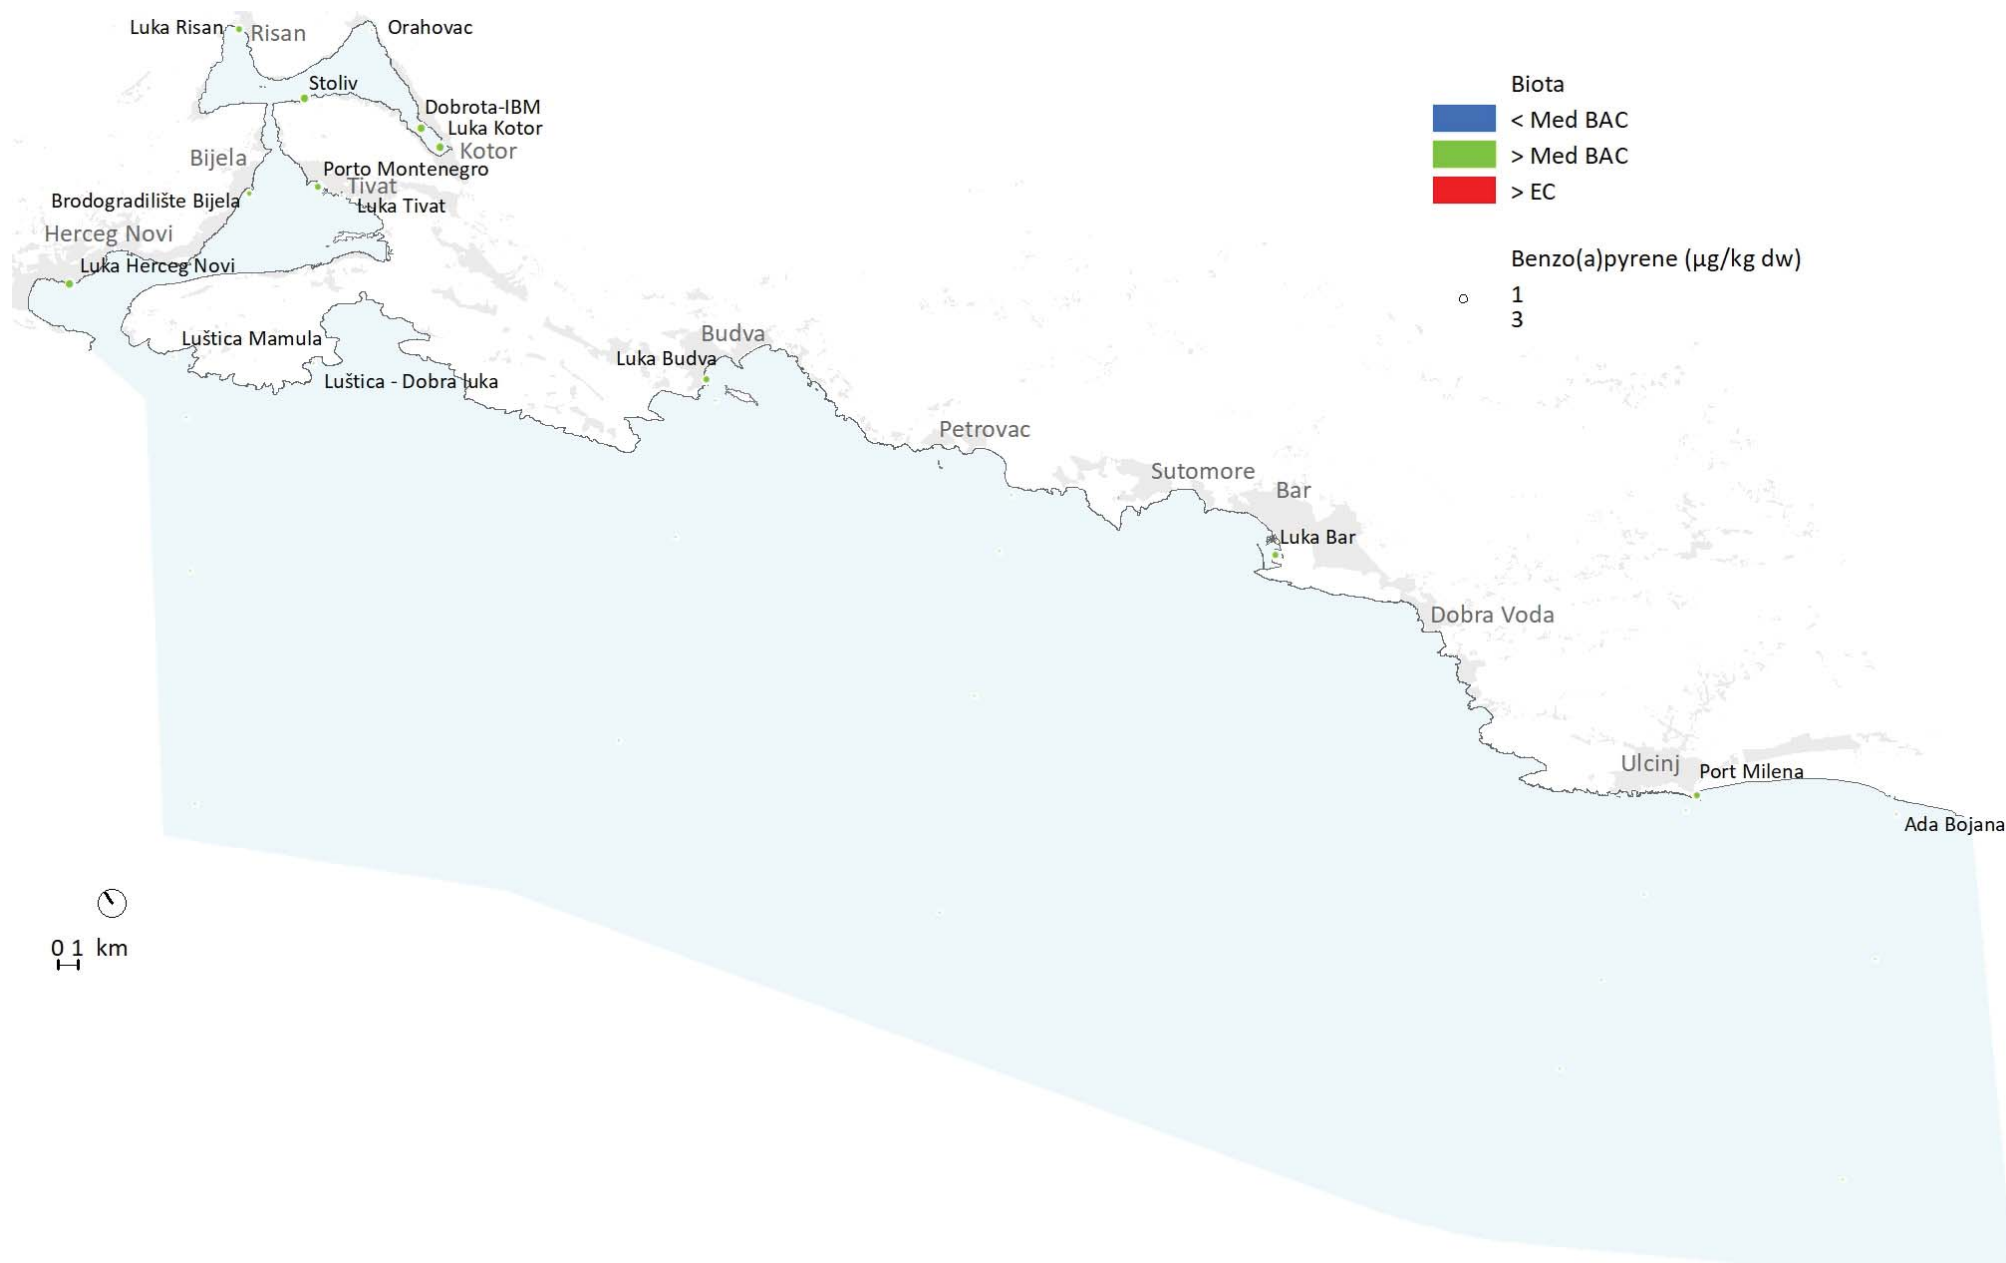 Luka Risan
Risan
Orahovac
Stoliv
Dobrota-IBM
Luka Kotor
Kotor
Bijela
Porto Montenegro
Tivat
Brodogradilište Bijela
Luka Tivat
Herceg Novi
Luka Herceg Novi
Luštica Mamula
Luštica - Dobra luka
Budva
Luka Budva
Petrovac
Sutomore
Bar
Luka Bar
Dobra Voda
Ulcinj
Port Milena
Ada Bojana
Biota
< Med BAC
> Med BAC
> EC
Benzo(a)pyrene (µg/kg dw)
1
3
0 1 km